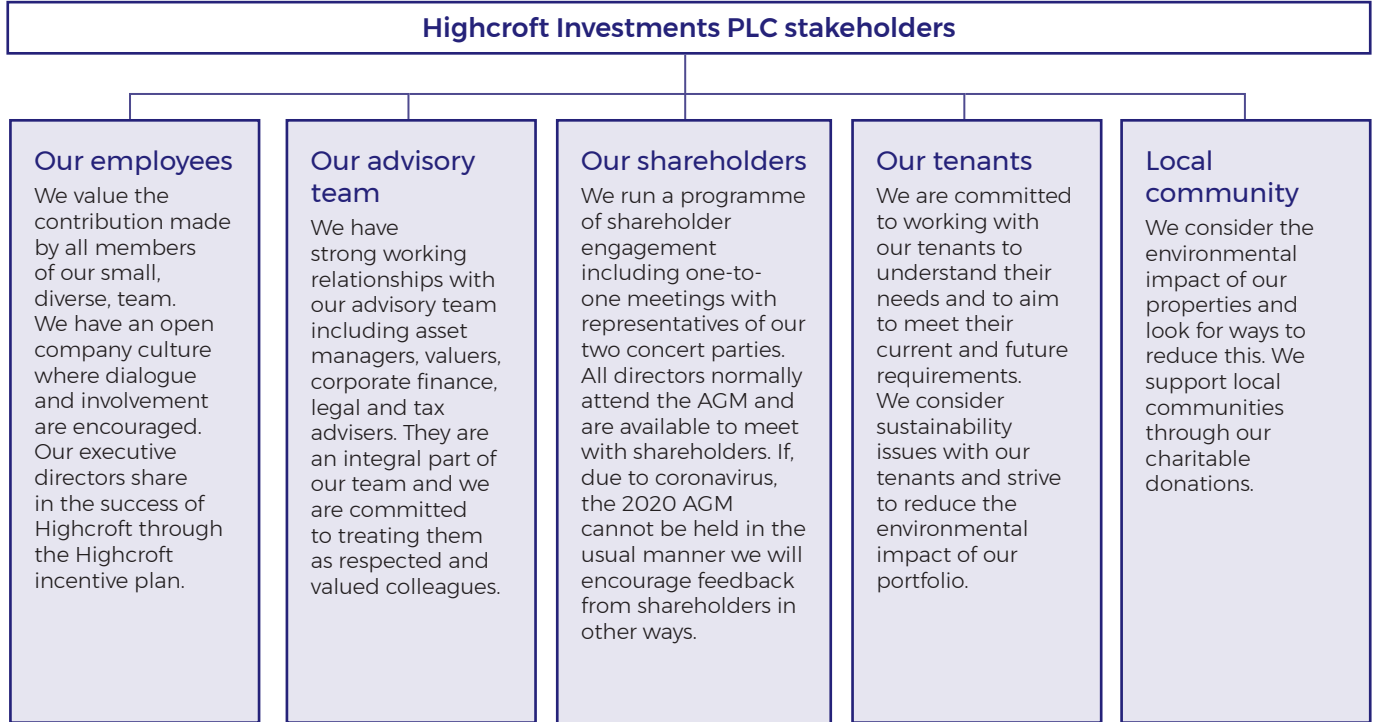 Highcroft Investments PLC stakeholders
Our employees
We value the
contribution made
by all members
of our small,
diverse, team.
We have an open
company culture
where dialogue
and involvement
are encouraged.
Our executive
directors share
in the success of
Highcroft through
the Highcroft
incentive plan.
Our advisory
team
We have
strong working
relationships with
our advisory team
including asset
managers, valuers,
corporate finance,
legal and tax
advisers. They are
an integral part of
our team and we
are committed
to treating them
as respected and
valued colleagues.
Our shareholders
We run a programme
of shareholder
engagement
including one-to-
one meetings with
representatives of our
two concert parties.
All directors normally
attend the AGM and
are available to meet
with shareholders. If,
due to coronavirus,
the 2020 AGM
cannot be held in the
usual manner we will
encourage feedback
from shareholders in
other ways.
Our tenants
We are committed
to working with
our tenants to
understand their
needs and to aim
to meet their
current and future
requirements.
We consider
sustainability
issues with our
tenants and strive
to reduce the
environmental
impact of our
portfolio.
Local
community
We consider the
environmental
impact of our
properties and
look for ways to
reduce this. We
support local
communities
through our
charitable
donations.